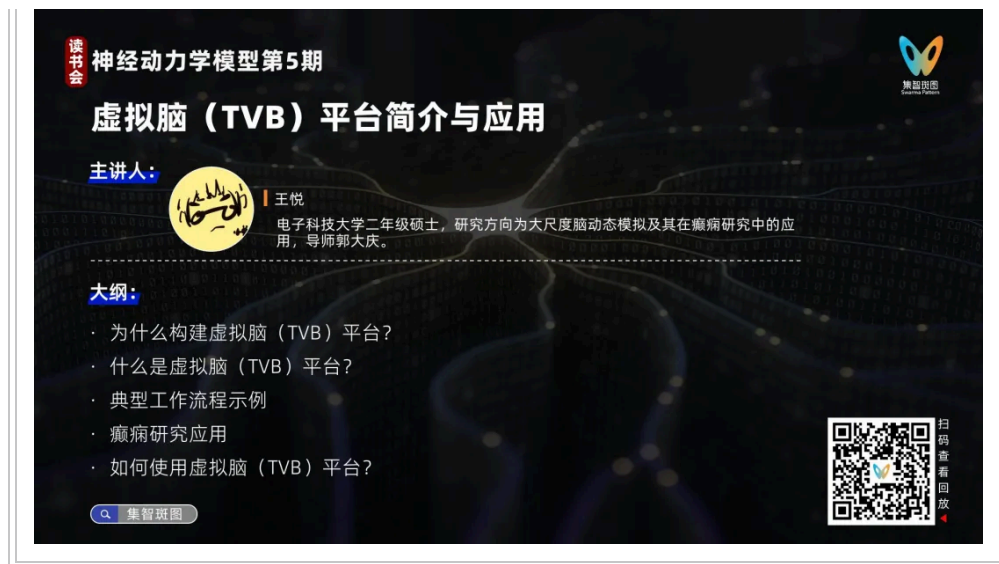 读书会
神经动力学模型第5期
集智斑图
Swarma Pattern
虚拟脑（TVB）平台简介与应用
主讲人：
王悦
电子科技大学二年级硕士，研究方向为大尺度脑动态模拟及其在癫痫研究中的应
用，导师郭大庆。
大纲：
· 为什么构建虚拟脑（TVB）平台？
· 什么是虚拟脑（TVB）平台？
· 典型工作流程示例
· 癫痫研究应用
· 如何使用虚拟脑（TVB）平台？
扫码查看回放
集智斑图